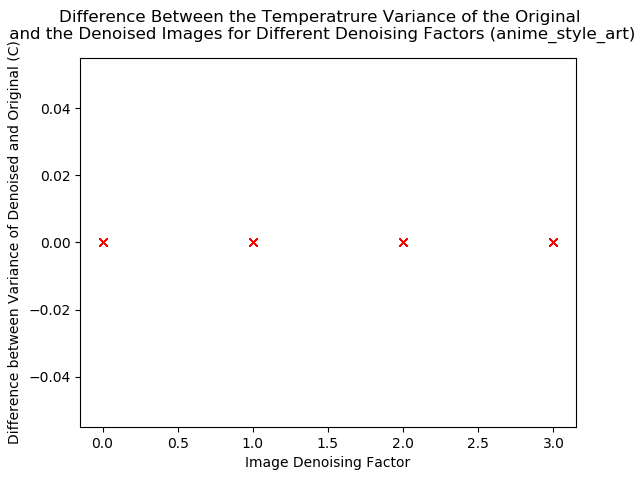 Difference Between the Temperatrure Variance of the Original
and the Denoised Images for Different Denoising Factors (anime_style_art)
Difference between Variance of Denoised and Original (C)
0.04
0.02
0.00
−0.02
−0.04
0.0 0.5 1.0 1.5 2.0 2.5 3.0
Image Denoising Factor